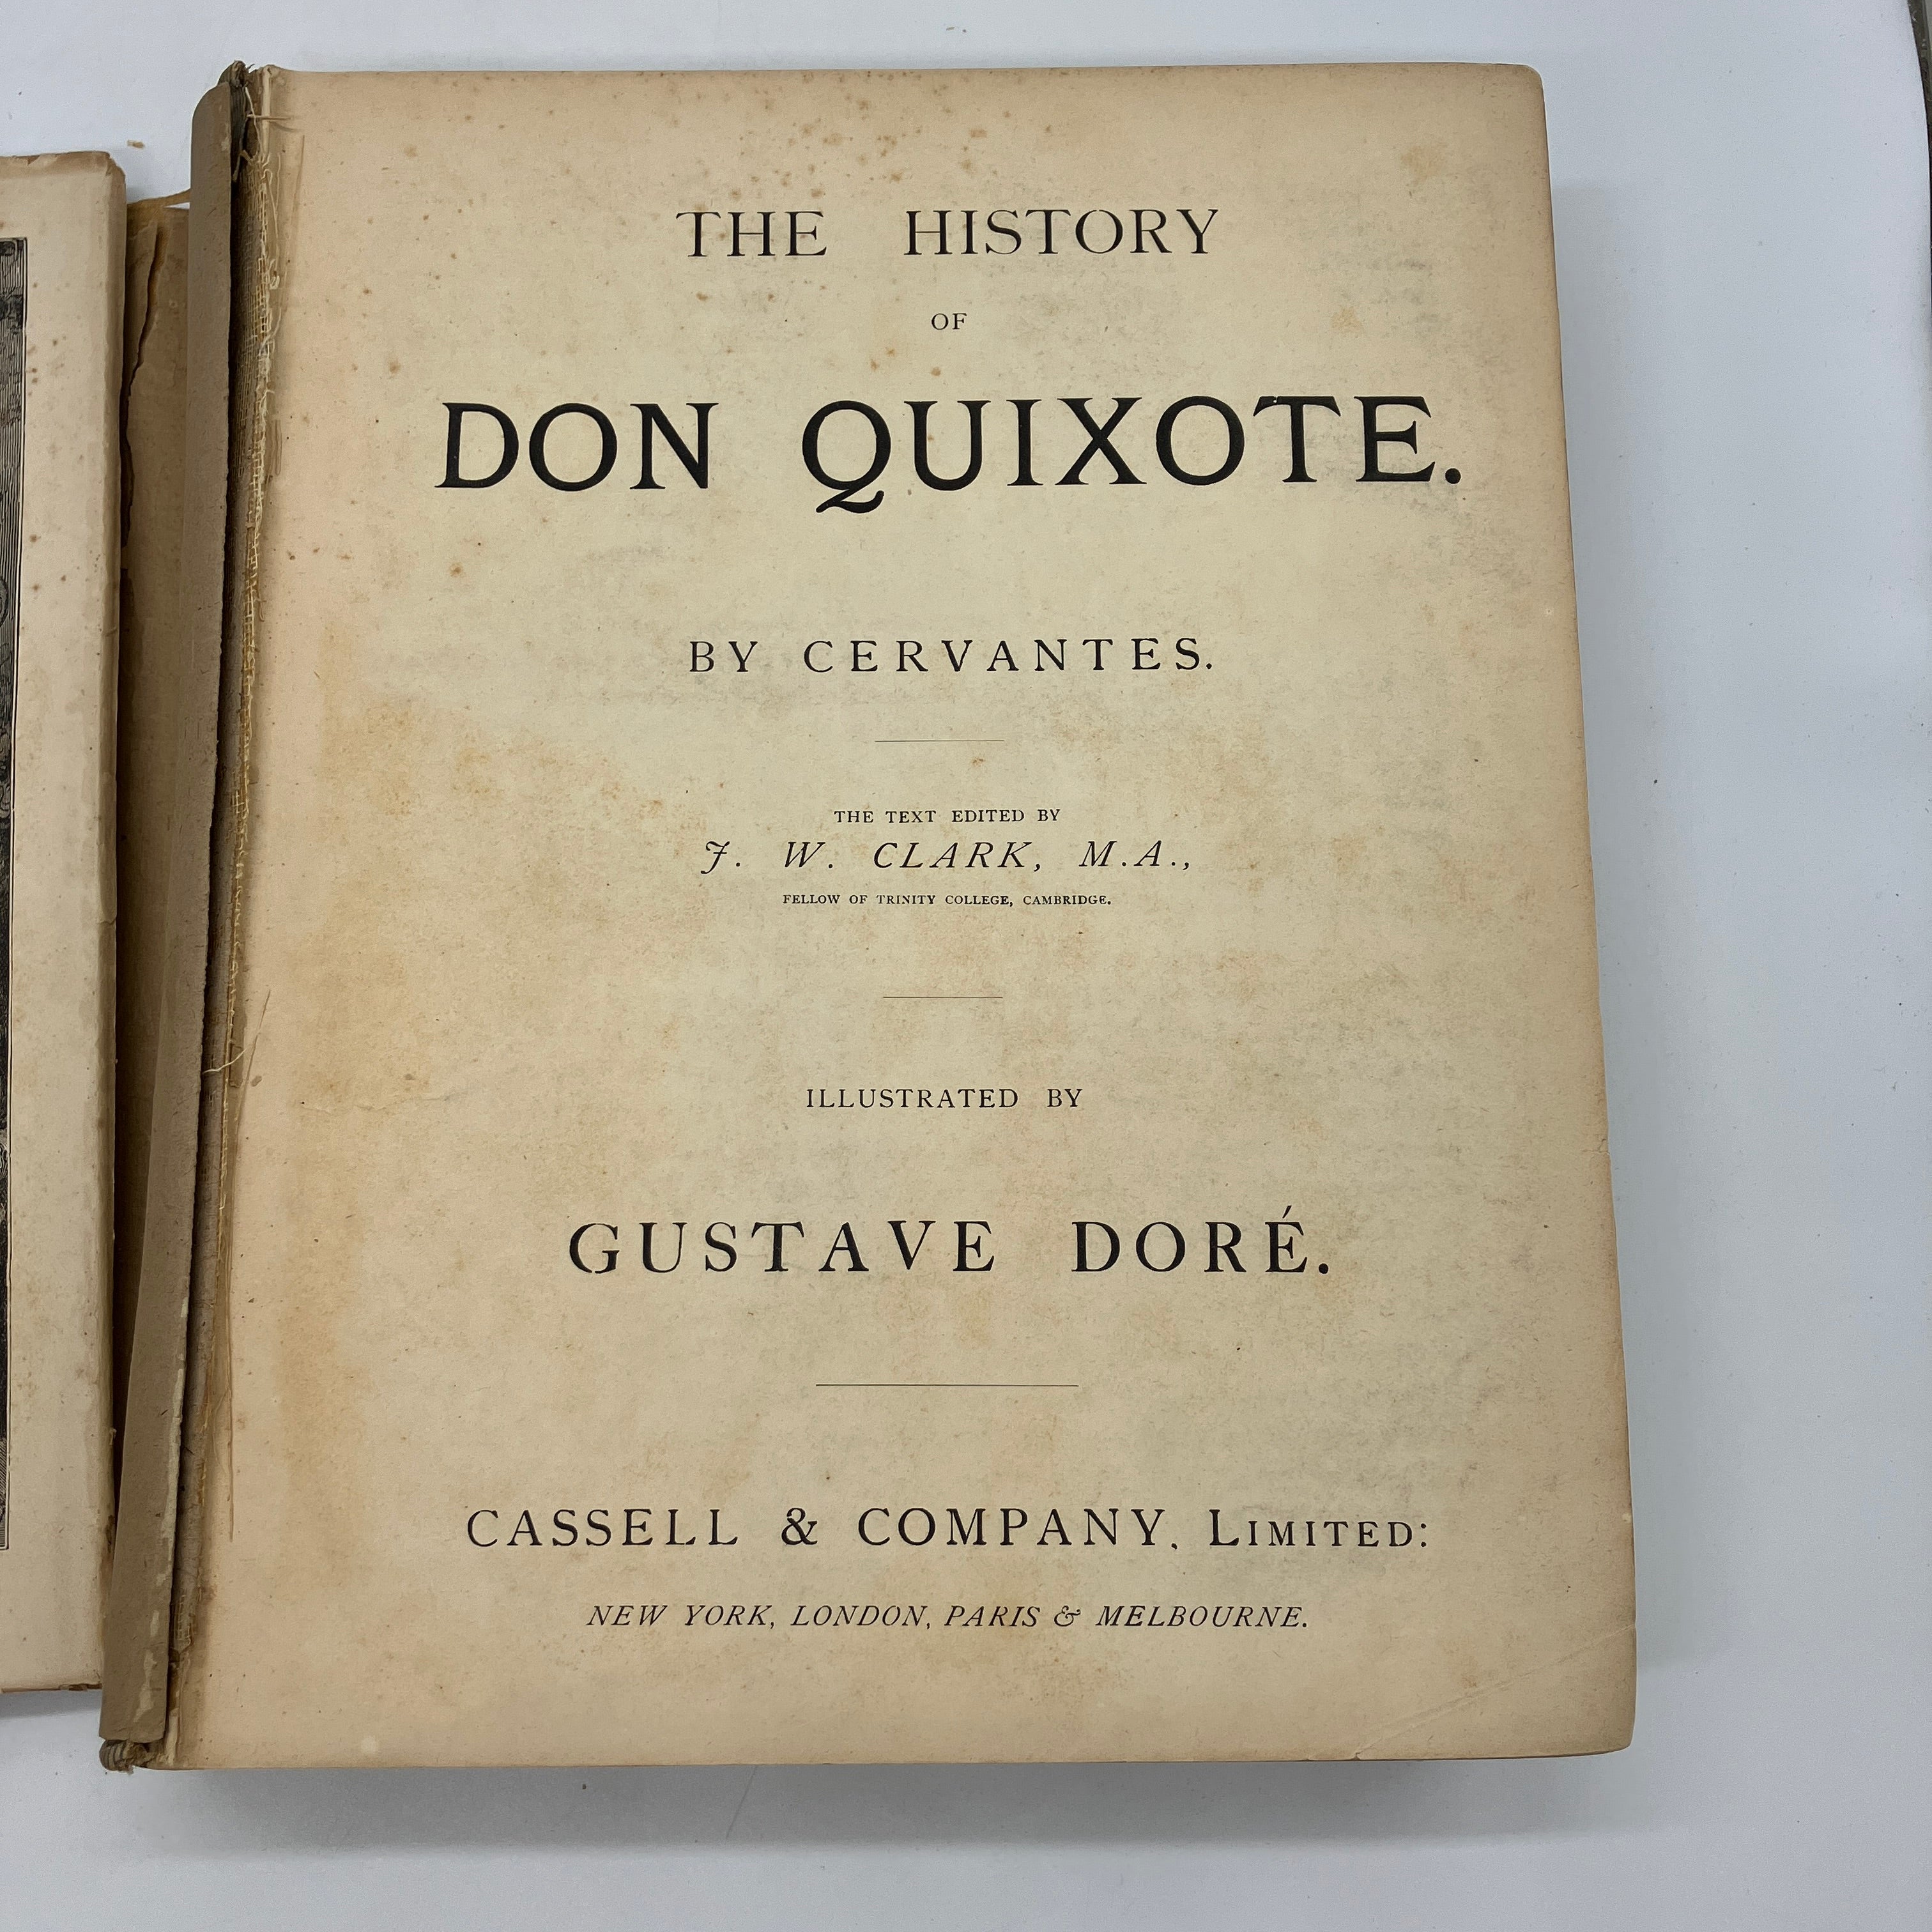 THE HISTORY
OF
DON QUIXOTE.
BY CERVANTES.
THE TEXT EDITED BY
J. W. CLARK, M.A.,
FELLOW OF TRINITY COLLEGE, CAMBRIDGE.
ILLUSTRATED BY
GUSTAVE DORÉ.
CASSELL & COMPANY, LIMITED:
NEW YORK, LONDON, PARIS & MELBOURNE.